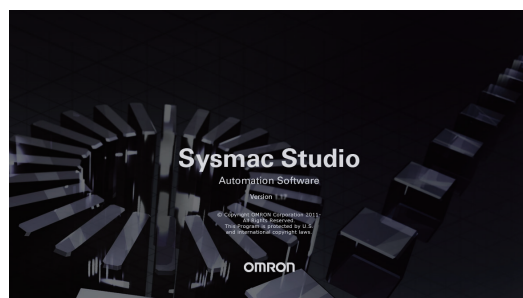 Sysmac Studio
Automation Software
Version
© Copyright OMRON Corporation 2011-
All Rights Reserved.
This Program is protected by U.S.
and international copyright laws.
OMRON